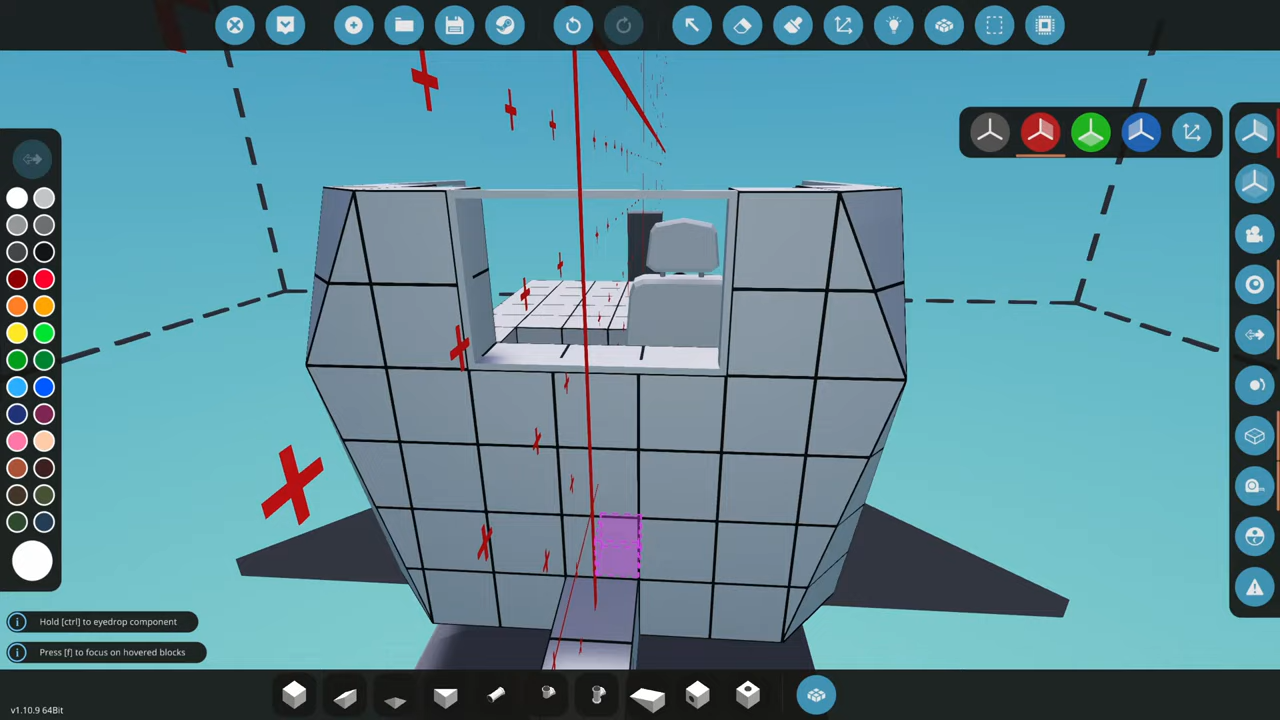 Hold [ctrl] to eyedrop component
Press [f] to focus on hovered blocks
v1.10.9 64Bit